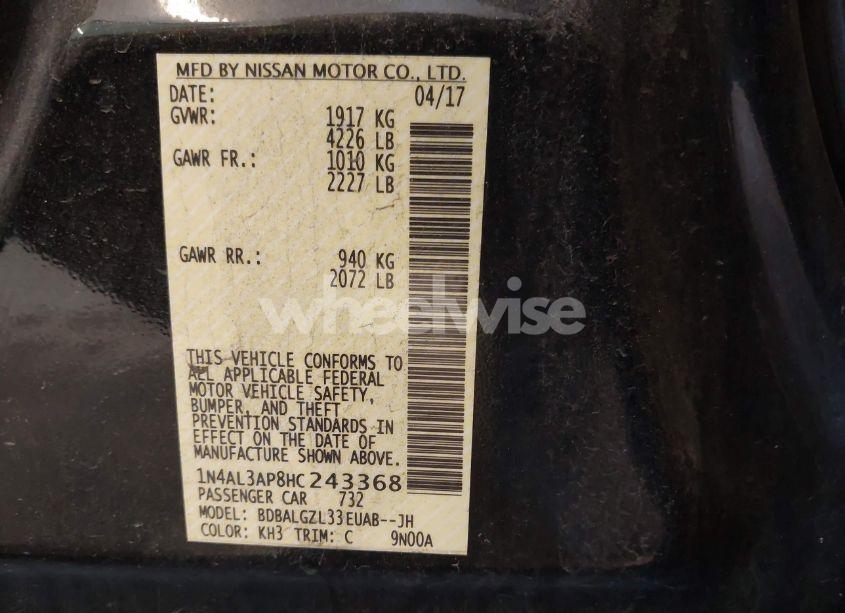 MFD BY NISSAN MOTOR CO., LTD.
DATE: 04/17
GVWR: 1917 KG
4226 LB
GAWR FR.: 1010 KG
2227 LB
GAWR RR.: 940 KG
2072 LB
wheelwise
THIS VEHICLE CONFORMS TO
ALL APPLICABLE FEDERAL
MOTOR VEHICLE SAFETY,
BUMPER, AND THEFT
PREVENTION STANDARDS IN
EFFECT ON THE DATE OF
MANUFACTURE SHOWN ABOVE.
1N4AL3AP8HC243368
PASSENGER CAR 732
MODEL: BDBALGZL33EUAB--JH
COLOR: KH3 TRIM: C 9N00A